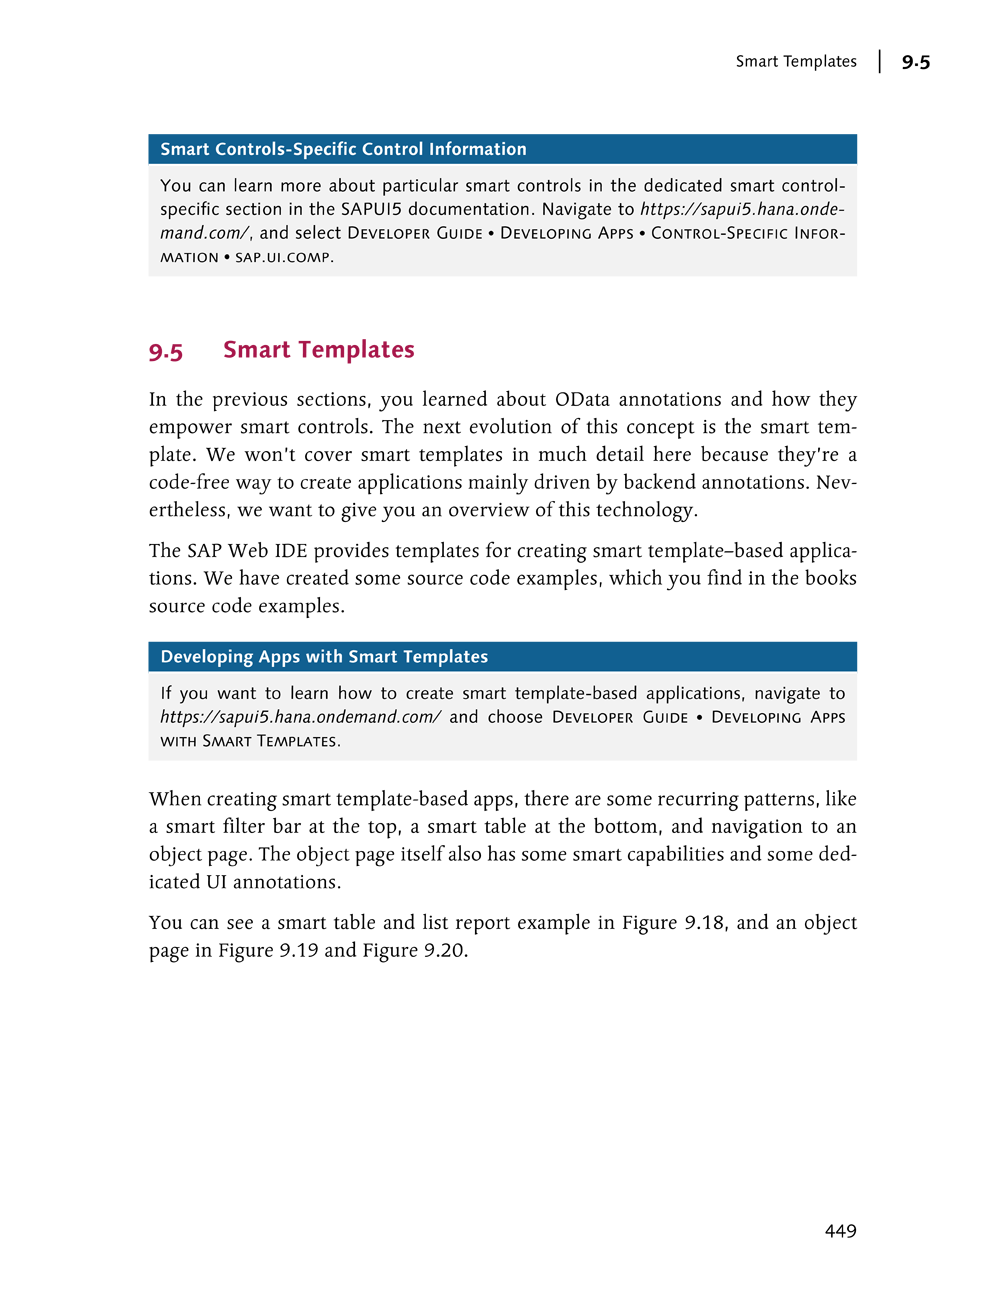 Smart Templates | 9.5
Smart Controls-Specific Control Information
You can learn more about particular smart controls in the dedicated smart control-
specific section in the SAPUI5 documentation. Navigate to https://sapui5.hana.onde-
mand.com/, and select Developer Guide • Developing Apps • Control-Specific Infor-
mation • sap.ui.comp.
9.5 Smart Templates
In the previous sections, you learned about OData annotations and how they
empower smart controls. The next evolution of this concept is the smart tem-
plate. We won't cover smart templates in much detail here because they're a
code-free way to create applications mainly driven by backend annotations. Nev-
ertheless, we want to give you an overview of this technology.
The SAP Web IDE provides templates for creating smart template–based applica-
tions. We have created some source code examples, which you find in the books
source code examples.
Developing Apps with Smart Templates
If you want to learn how to create smart template-based applications, navigate to
https://sapui5.hana.ondemand.com/ and choose Developer Guide • Developing Apps
with Smart Templates.
When creating smart template-based apps, there are some recurring patterns, like
a smart filter bar at the top, a smart table at the bottom, and navigation to an
object page. The object page itself also has some smart capabilities and some ded-
icated UI annotations.
You can see a smart table and list report example in Figure 9.18, and an object
page in Figure 9.19 and Figure 9.20.
449